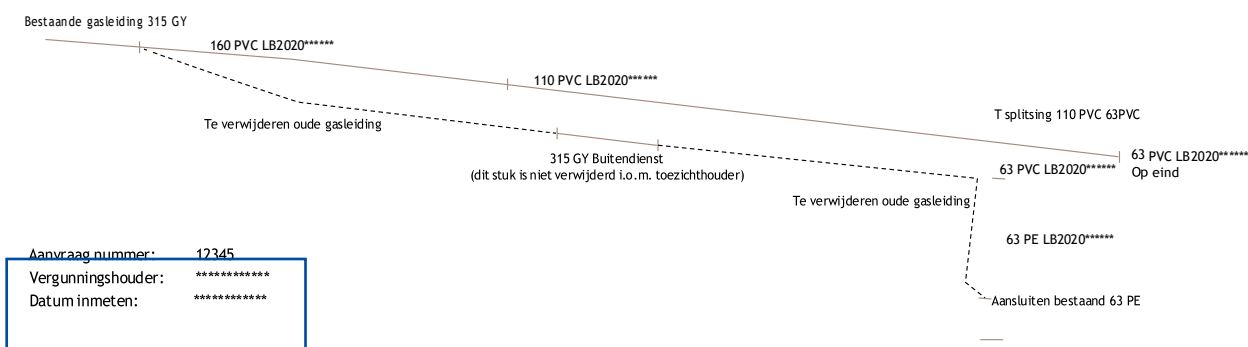 Bestaande gasleiding 315 GY
160 PVC LB2020******
110 PVC LB2020******
T splitsing 110 PVC 63PVC
Te verwijderen oude gasleiding
63 PVC LB2020******
Op eind
315 GY Buitendienst
(dit stuk is niet verwijderd i.o.m. toezichthouder)
63 PVC LB2020******
Te verwijderen oude gasleiding
63 PE LB2020******
Aanvraag nummer: 12345
Vergunningshouder: ************
Datum inmeten: ************
Aansluiten bestaand 63 PE